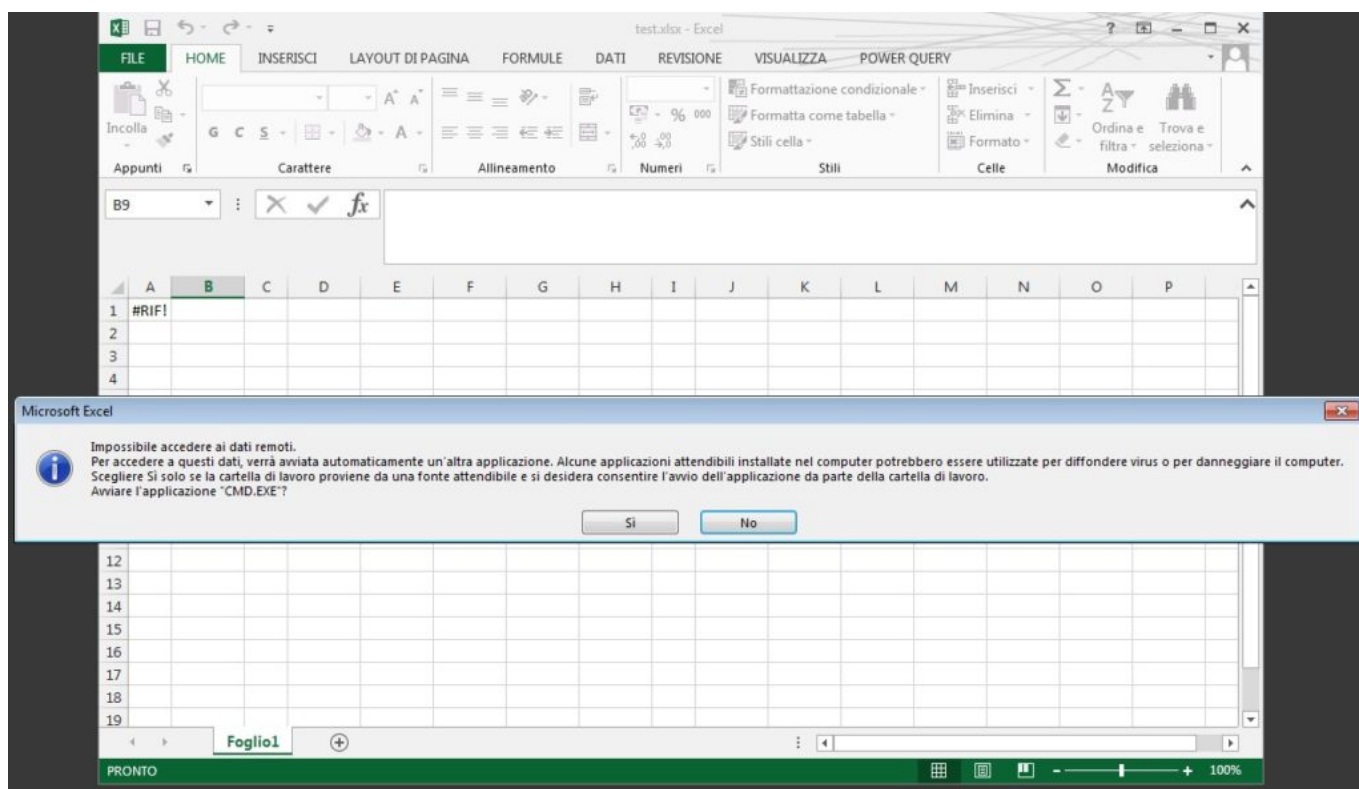 test.xlsx - Excel
FILE HOME INSERISCI LAYOUT DI PAGINA FORMULE DATI REVISIONE VISUALIZZA POWER QUERY
Incolla
G C S A A A
% 000
Formattazione condizionale
Formatta come tabella
Stili cella
Inserisci
Elimina
Formato
Ordina e filtra
Trova e seleziona
Appunti Carattere Allineamento Numeri Stili Celle Modifica
B9 fx
A B C D E F G H I J K L M N O P
1 #RIF!
2
3
4
Microsoft Excel
Impossibile accedere ai dati remoti.
Per accedere a questi dati, verrà avviata automaticamente un'altra applicazione. Alcune applicazioni attendibili installate nel computer potrebbero essere utilizzate per diffondere virus o per danneggiare il computer.
Scegliere Sì solo se la cartella di lavoro proviene da una fonte attendibile e si desidera consentire l'avvio dell'applicazione da parte della cartella di lavoro.
Avviare l'applicazione "CMD.EXE"?
Sì No
12
13
14
15
16
17
18
19
Foglio1
PRONTO 100%